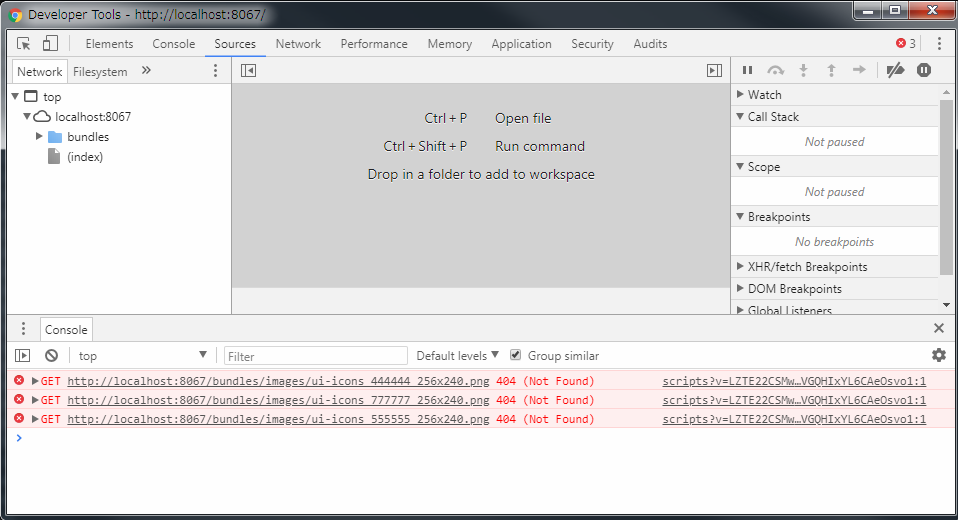 Developer Tools - http://localhost:8067/
Elements Console Sources Network Performance Memory Application Security Audits 3
Network Filesystem »
top
localhost:8067
bundles
(index)
Ctrl + P Open file
Ctrl + Shift + P Run command
Drop in a folder to add to workspace
Watch
Call Stack
Not paused
Scope
Not paused
Breakpoints
No breakpoints
XHR/fetch Breakpoints
DOM Breakpoints
Global Listeners
Console
top Filter Default levels Group similar
GET http://localhost:8067/bundles/images/ui-icons_444444_256x240.png 404 (Not Found) scripts?v=LZTE22CSMw…VGQHIxYL6CAeOsvo1:1
GET http://localhost:8067/bundles/images/ui-icons_777777_256x240.png 404 (Not Found) scripts?v=LZTE22CSMw…VGQHIxYL6CAeOsvo1:1
GET http://localhost:8067/bundles/images/ui-icons_555555_256x240.png 404 (Not Found) scripts?v=LZTE22CSMw…VGQHIxYL6CAeOsvo1:1